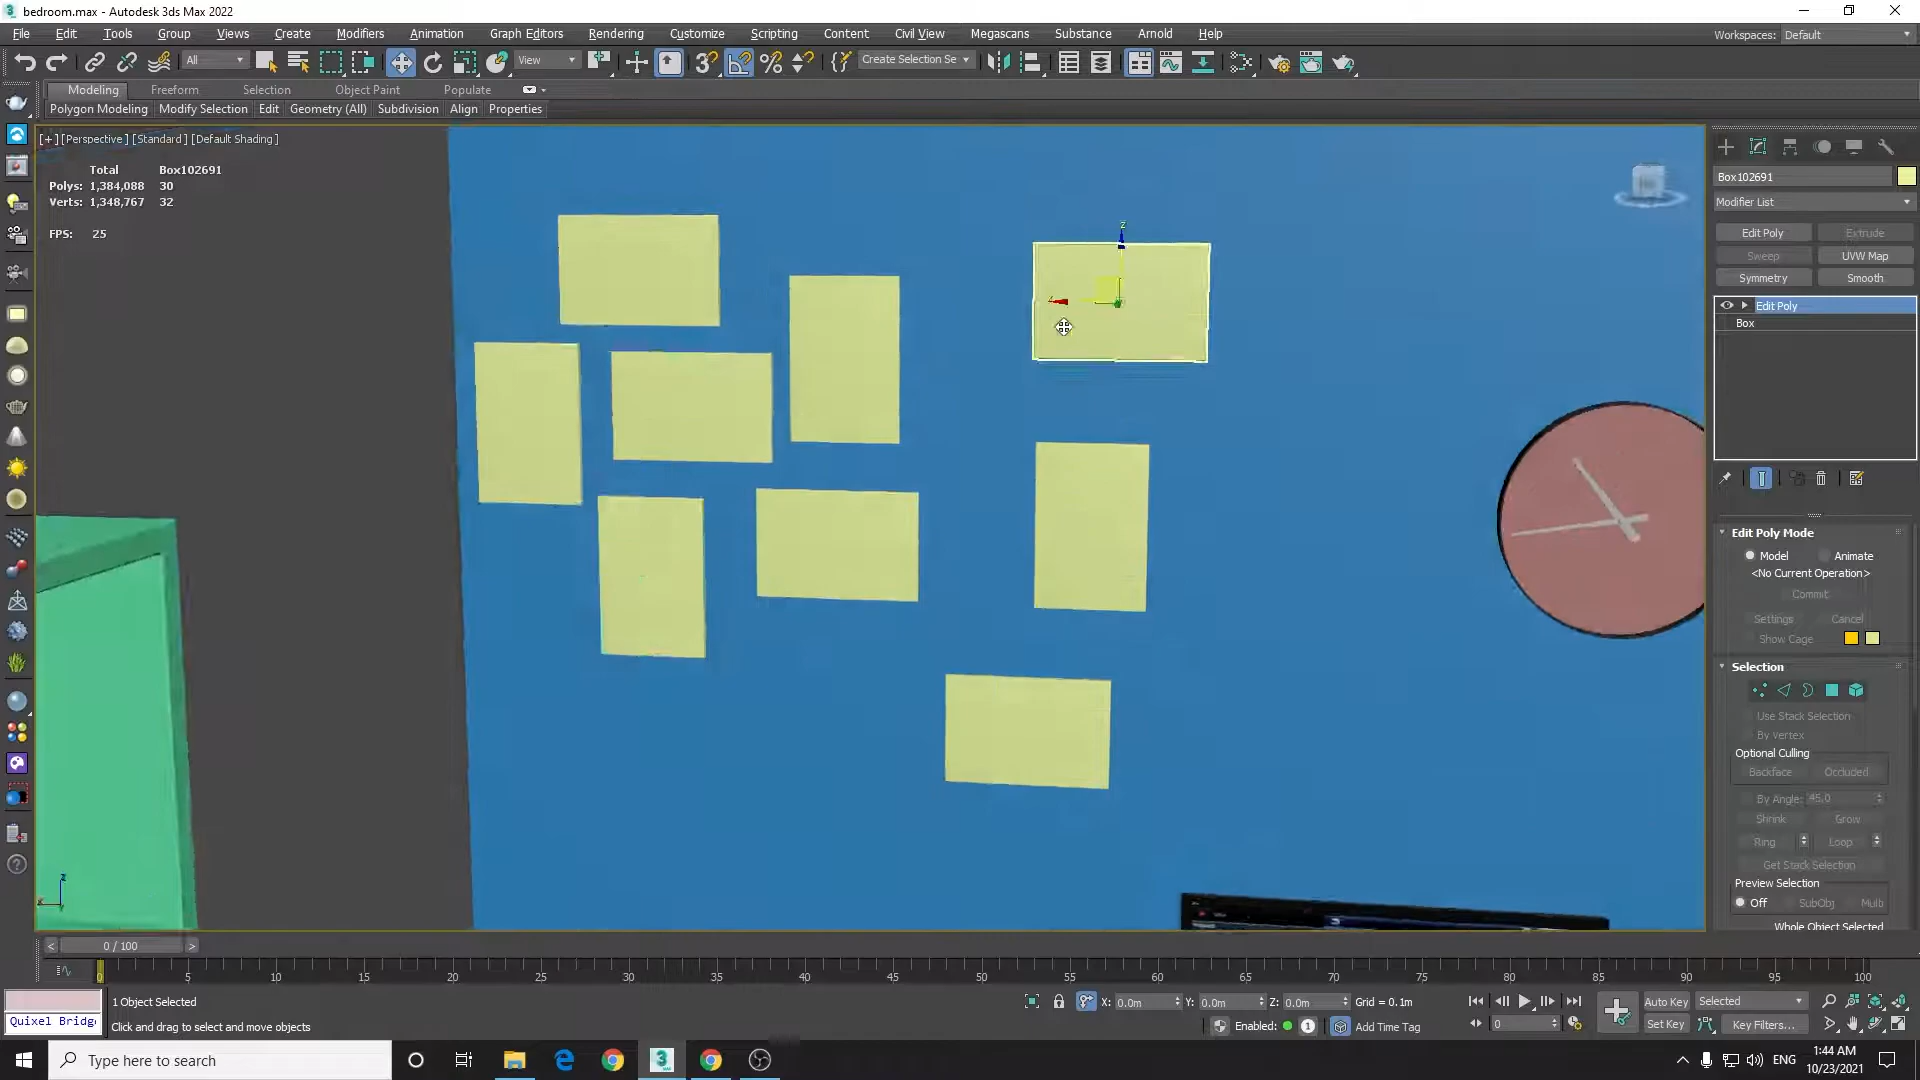 bedroom.max - Autodesk 3ds Max 2022
File Edit Tools Group Views Create Modifiers Animation Graph Editors Rendering Customize Scripting Content Civil View Megascans Substance Arnold Help
Workspaces: Default
All View Create Selection Se
Modeling Freeform Selection Object Paint Populate
Polygon Modeling Modify Selection Edit Geometry (All) Subdivision Align Properties
[+] [Perspective] [Standard] [Default Shading]
Total Box102691
Polys: 1,384,088 30
Verts: 1,348,767 32
FPS: 25
Box102691
Modifier List
Edit Poly Extrude
Sweep UVW Map
Symmetry Smooth
Edit Poly
Box
Edit Poly Mode
Model Animate
<No Current Operation>
Commit
Settings Cancel
Show Cage
Selection
Use Stack Selection
By Vertex
Optional Culling
Backface Occluded
By Angle: 45.0
Shrink Grow
Ring Loop
Get Stack Selection
Preview Selection
Off SubObj Multi
Whole Object Selected
z
z
< 0 / 100 >
0 5 10 15 20 25 30 35 40 45 50 55 60 65 70 75 80 85 90 95 100
1 Object Selected
X: 0.0m Y: 0.0m Z: 0.0m Grid = 0.1m
Auto Key Selected
Quixel Bridg
Click and drag to select and move objects
Enabled: 1 Add Time Tag
0
Set Key Key Filters...
Type here to search
ENG
1:44 AM
10/23/2021